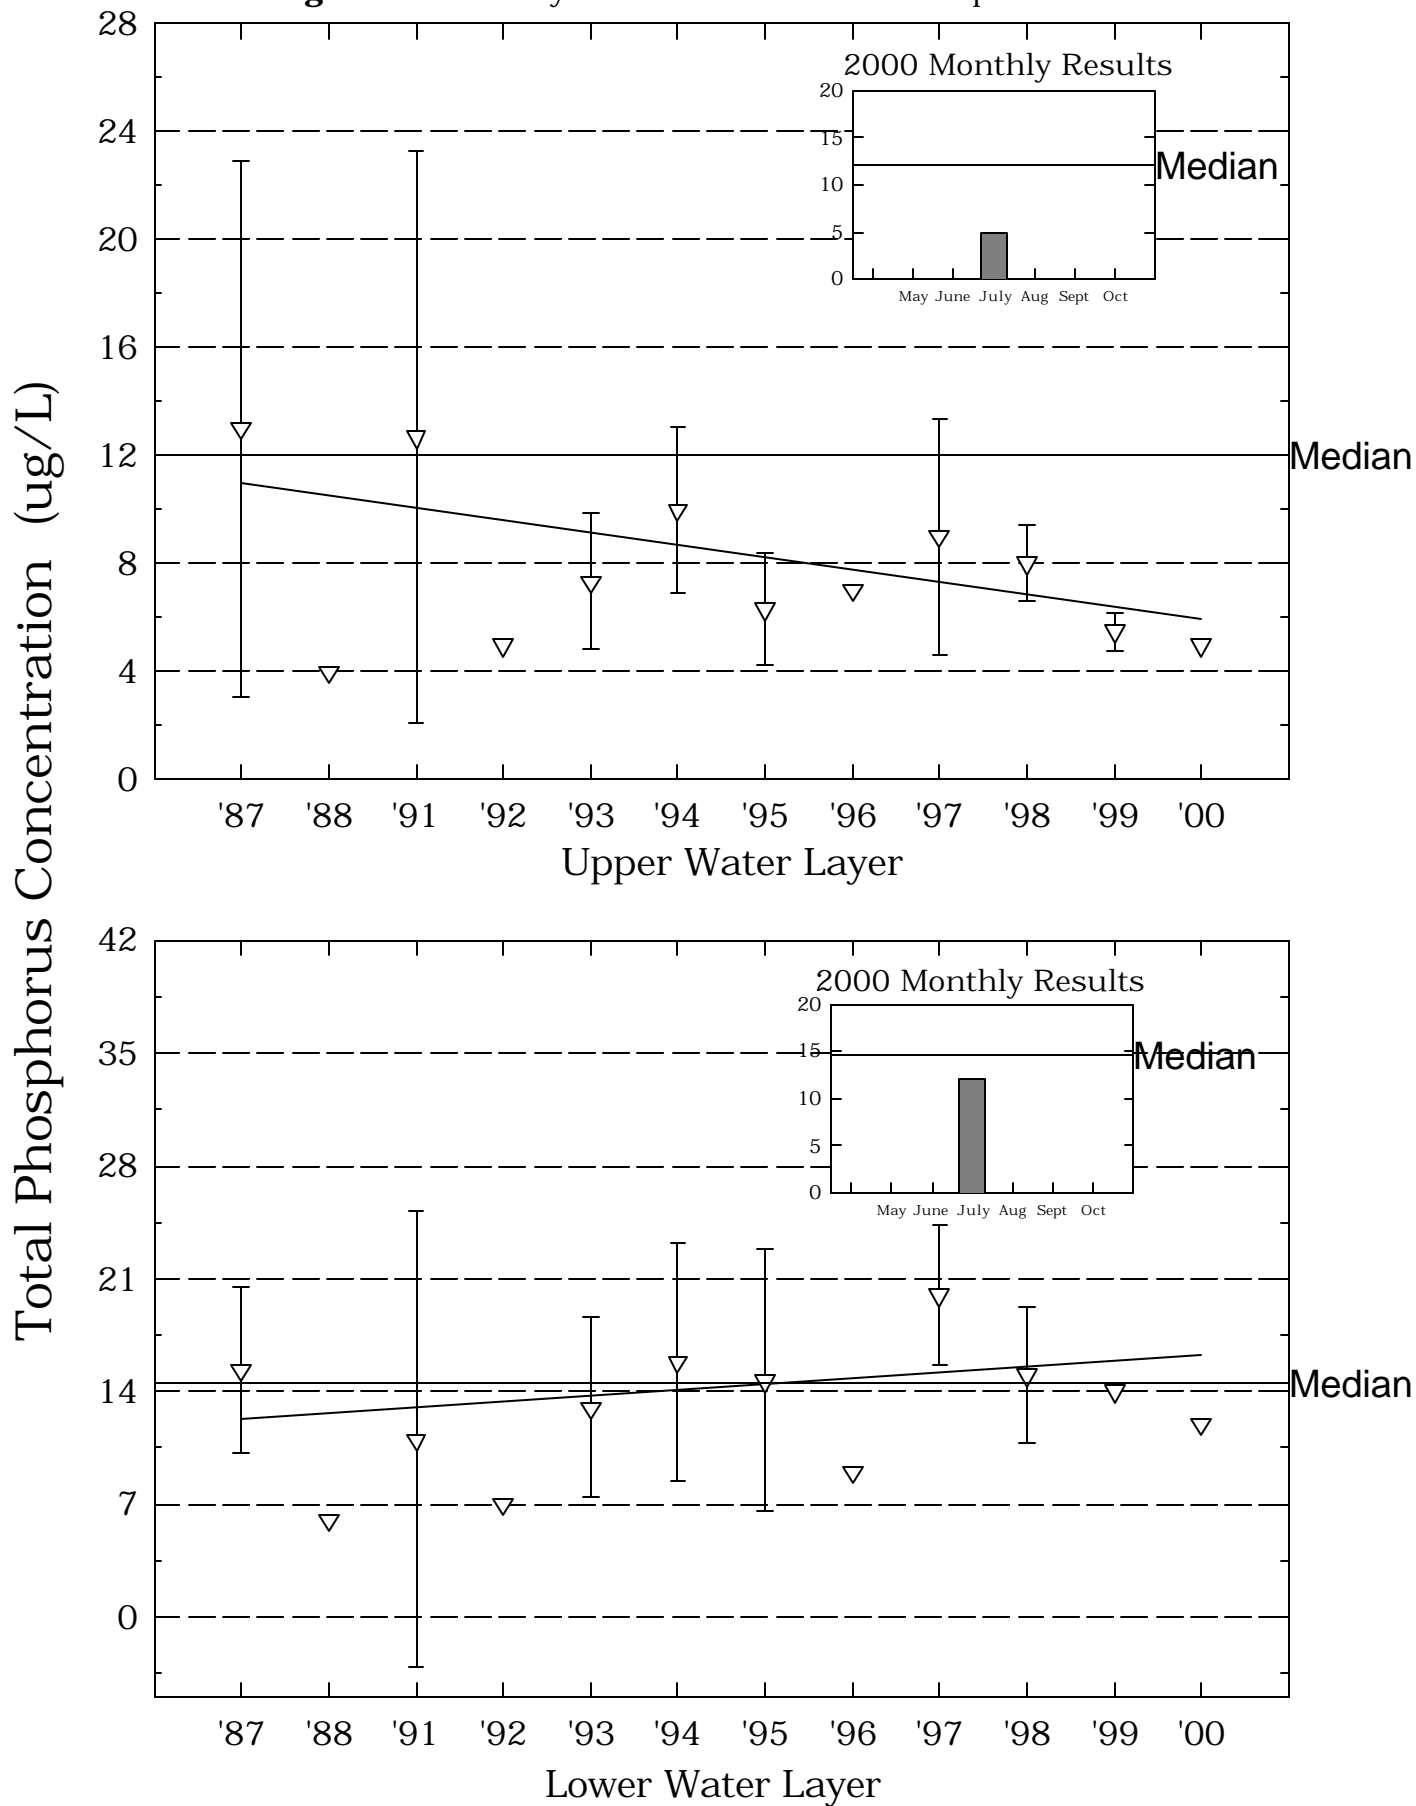 Total Phosphorus Concentration (ug/L)
28
24
20
16
12
8
4
0
2000 Monthly Results
20
15
10
5
0
Median
May June July Aug Sept Oct
Median
'87 '88 '91 '92 '93 '94 '95 '96 '97 '98 '99 '00
Upper Water Layer
42
35
28
21
14
7
0
2000 Monthly Results
20
15
10
5
0
Median
May June July Aug Sept Oct
Median
'87 '88 '91 '92 '93 '94 '95 '96 '97 '98 '99 '00
Lower Water Layer